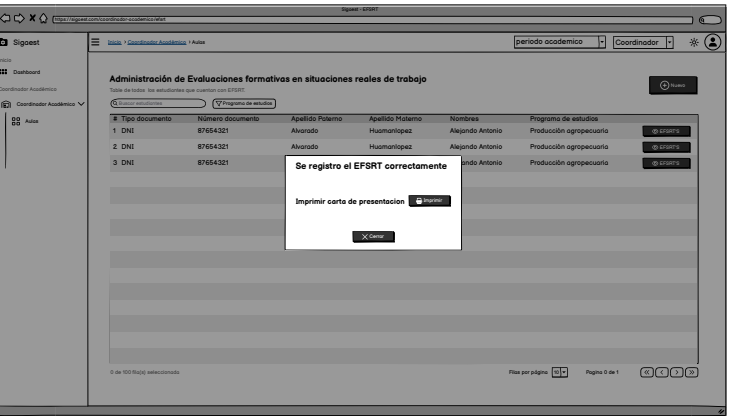 Sigaest - EFSRT
https://sigaest.com/coordinador-academico/efsrt
Sigaest
Inicio > Coordinador Académico > Aulas
periodo academico
Coordinador
Inicio
Dashboard
Coordinador Académico
Coordinador Académico
Aulas
Administración de Evaluaciones formativas en situaciones reales de trabajo
Tabla de todos los estudiantes que cuentan con EFSRT.
Nuevo
Buscar estudiantes
Programa de estudios
# Tipo documento Número documento Apellido Paterno Apellido Materno Nombres Programa de estudios
1 DNI 87654321 Alvarado Huamanlopez Alejando Antonio Producción agropecuaria EFSRT'S
2 DNI 87654321 Alvarado Huamanlopez Alejando Antonio Producción agropecuaria EFSRT'S
3 DNI 87654321 ando Antonio Producción agropecuaria EFSRT'S
Se registro el EFSRT correctamente
Imprimir carta de presentacion Imprimir
Cerrar
0 de 100 fila(s) seleccionada.
Filas por página 10
Pagina 0 de 1